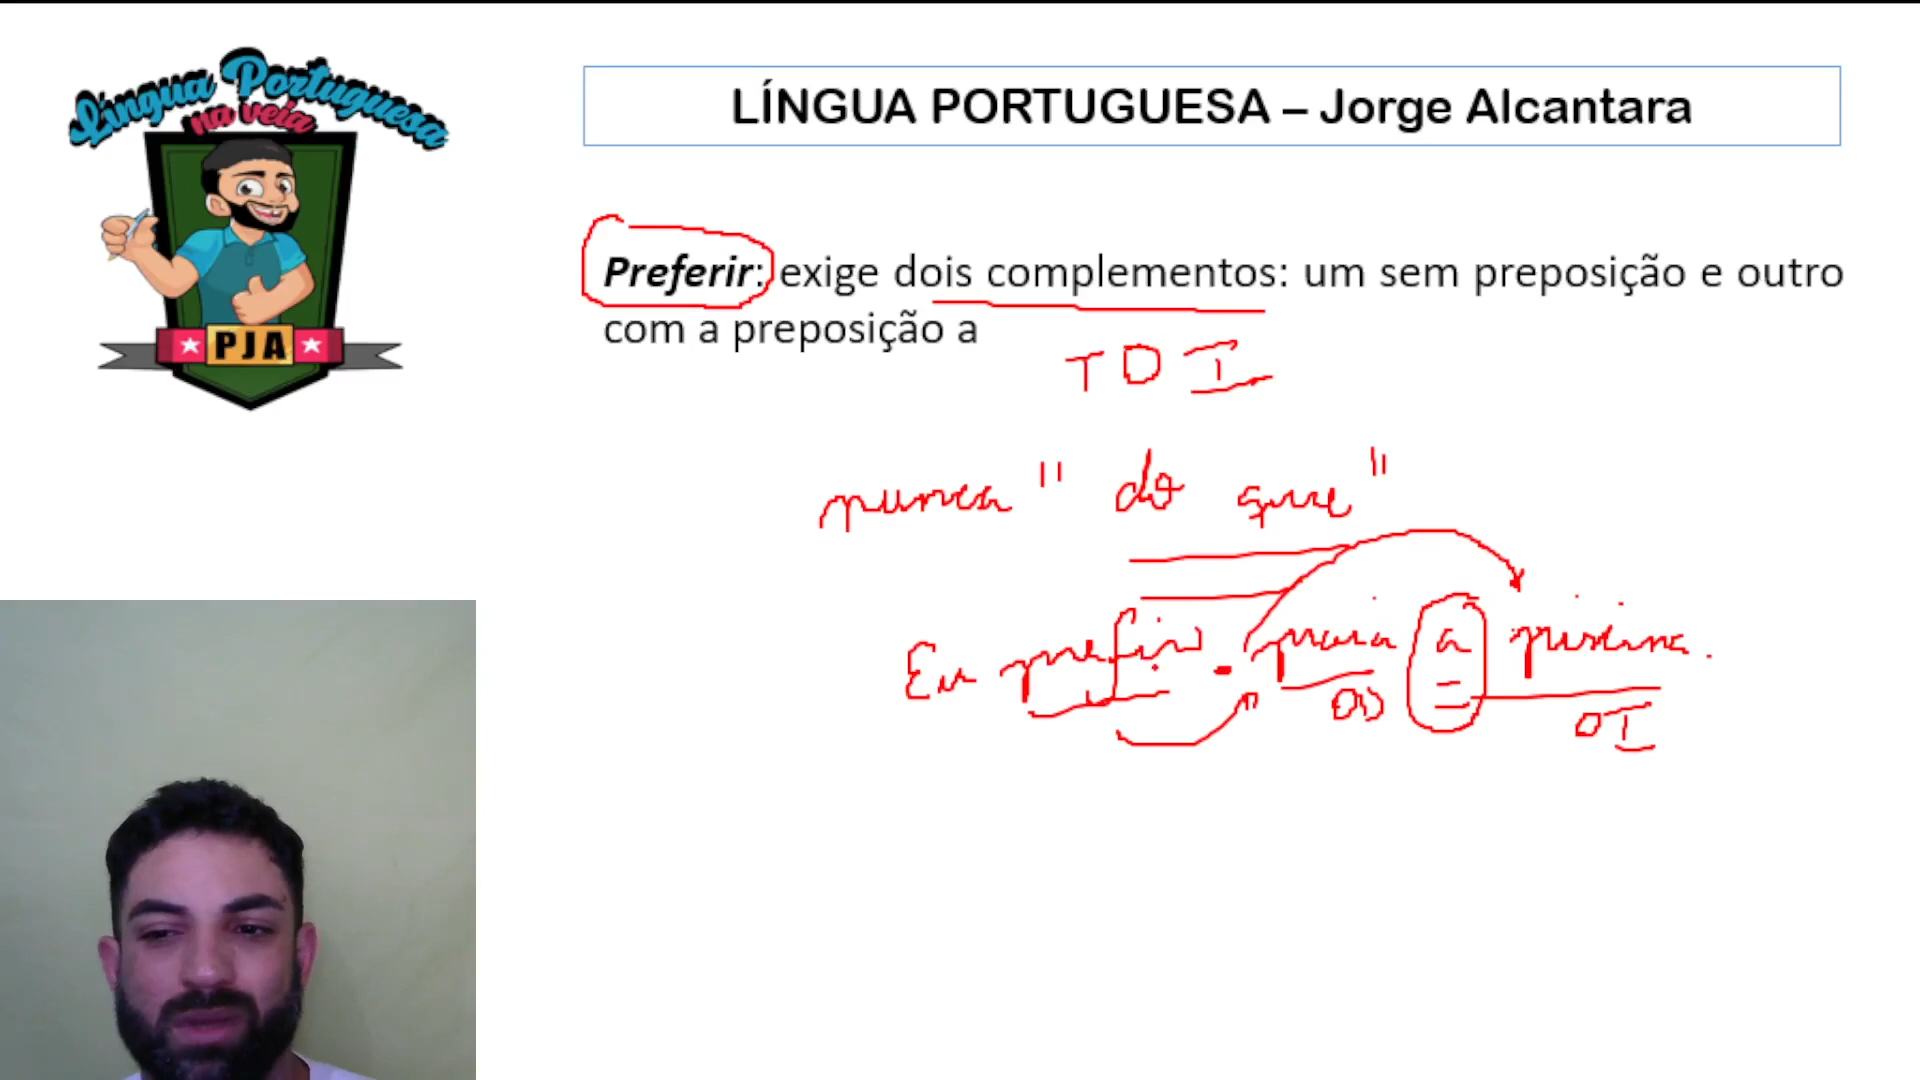 Língua Portuguesa
na veia
PJA
LÍNGUA PORTUGUESA – Jorge Alcantara
Preferir: exige dois complementos: um sem preposição e outro
com a preposição a
TDI
nunca "do que"
Eu prefiro praia a piscina.
OD OI